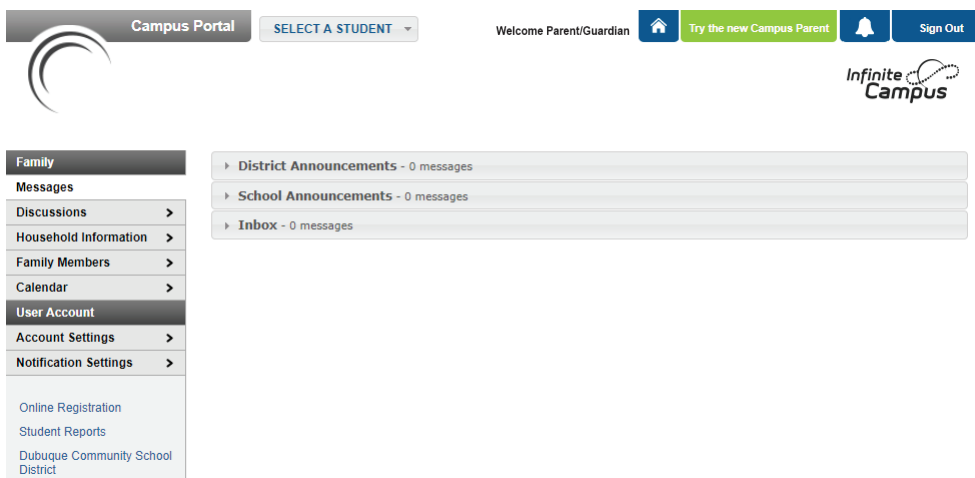 Campus Portal
SELECT A STUDENT
Welcome Parent/Guardian
Try the new Campus Parent
Sign Out
Infinite
Campus
Family
Messages
Discussions
Household Information
Family Members
Calendar
User Account
Account Settings
Notification Settings
Online Registration
Student Reports
Dubuque Community School
District
District Announcements - 0 messages
School Announcements - 0 messages
Inbox - 0 messages